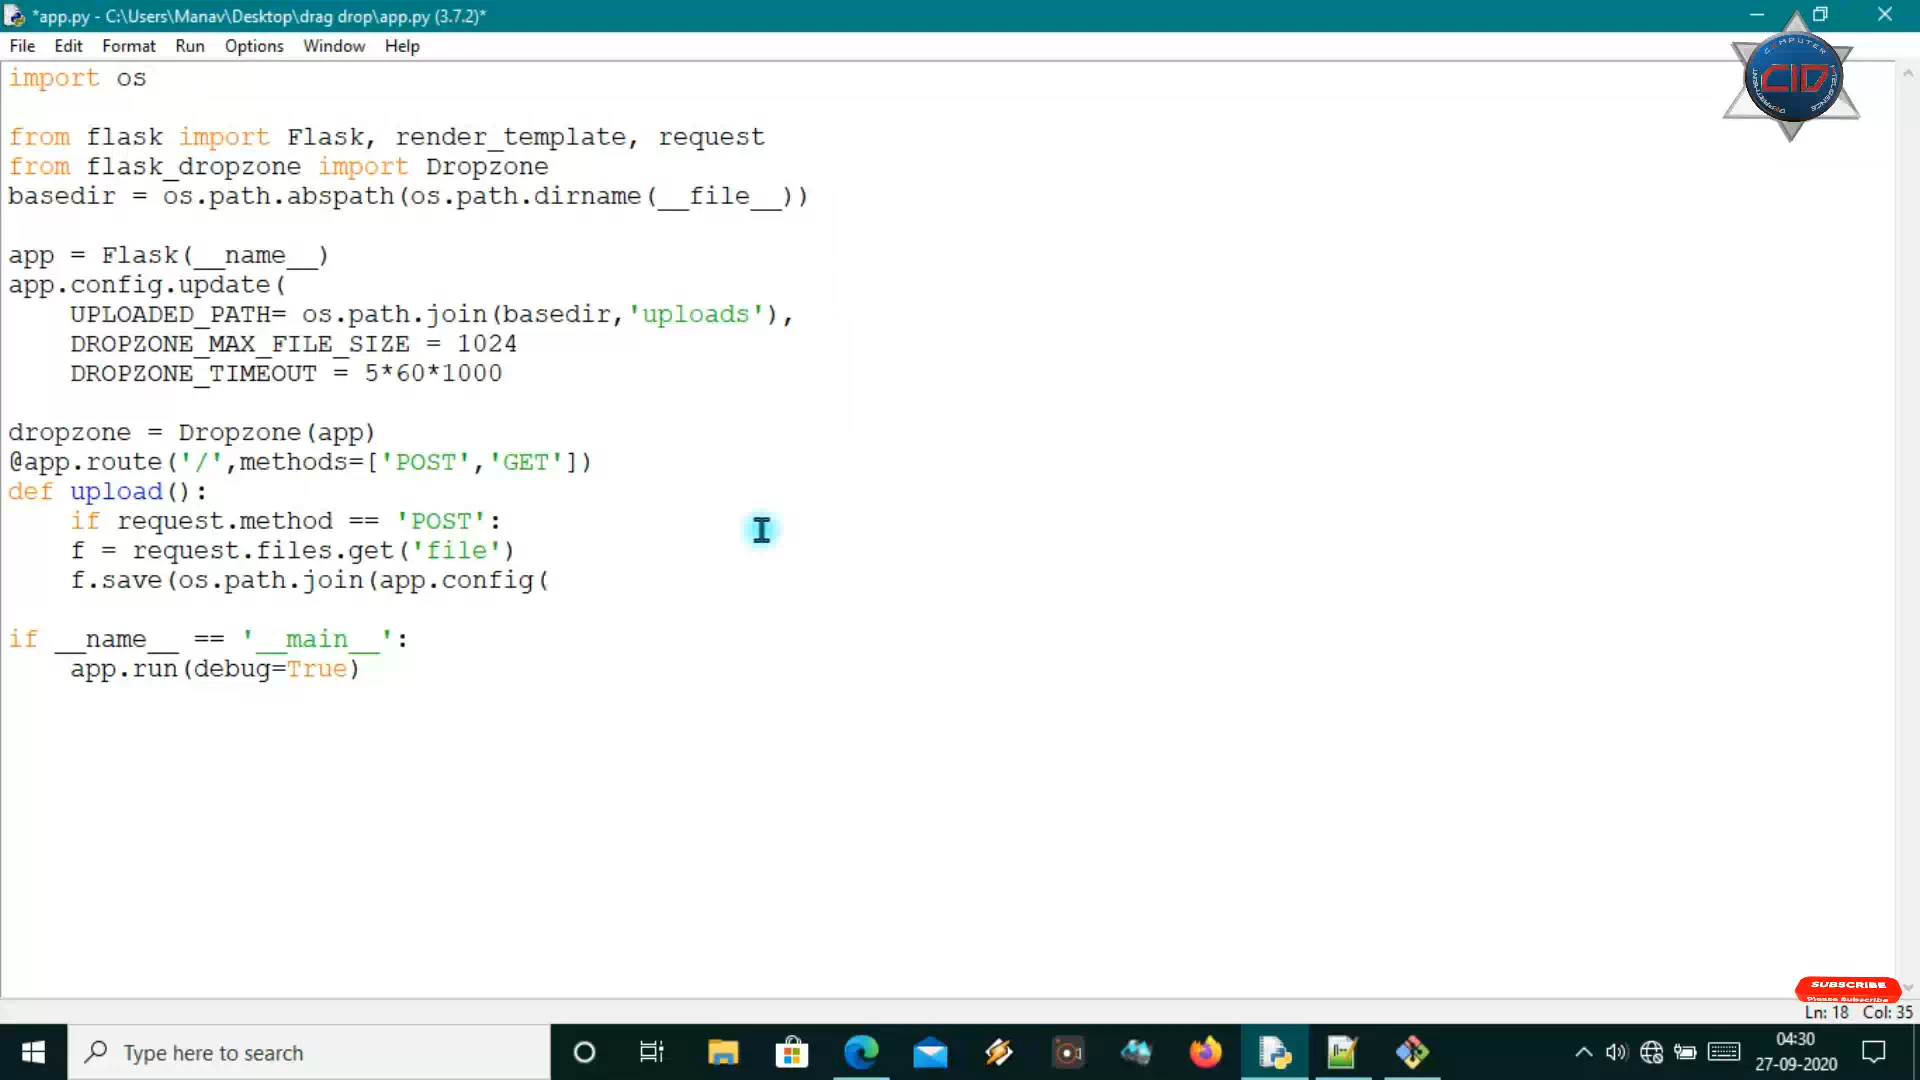 *app.py - C:\Users\Manav\Desktop\drag drop\app.py (3.7.2)*
File Edit Format Run Options Window Help
COMPUTER
CID
import os
from flask import Flask, render_template, request
from flask_dropzone import Dropzone
basedir = os.path.abspath(os.path.dirname(__file__))
app = Flask(__name__)
app.config.update(
    UPLOADED_PATH= os.path.join(basedir,'uploads'),
    DROPZONE_MAX_FILE_SIZE = 1024
    DROPZONE_TIMEOUT = 5*60*1000
dropzone = Dropzone(app)
@app.route('/',methods=['POST','GET'])
def upload():
    if request.method == 'POST':
    f = request.files.get('file')
    f.save(os.path.join(app.config(
if __name__ == '__main__':
    app.run(debug=True)
SUBSCRIBE
Please Subscribe
Ln: 18 Col: 35
Type here to search
04:30
27-09-2020